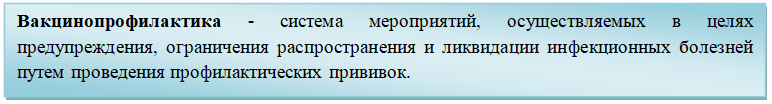 Вакцинопрофилактика - система мероприятий, осуществляемых в целях
предупреждения, ограничения распространения и ликвидации инфекционных болезней
путем проведения профилактических прививок.